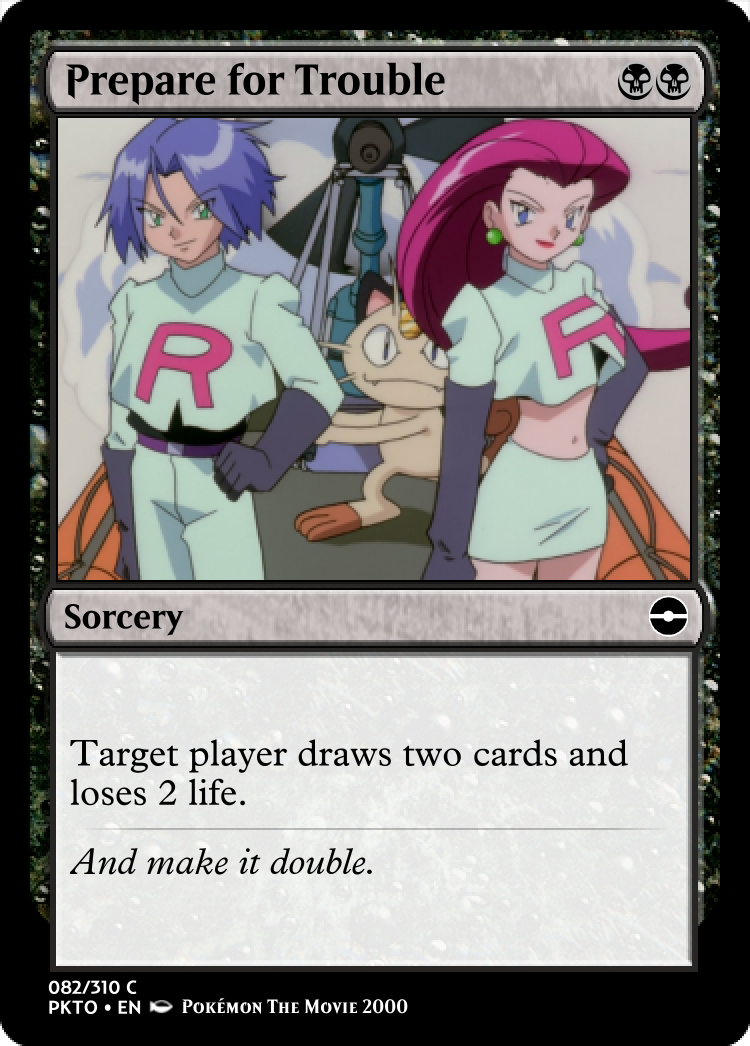 Prepare for Trouble
R R
Sorcery
Target player draws two cards and
loses 2 life.
And make it double.
082/310 C
PKTO • EN Pokémon The Movie 2000